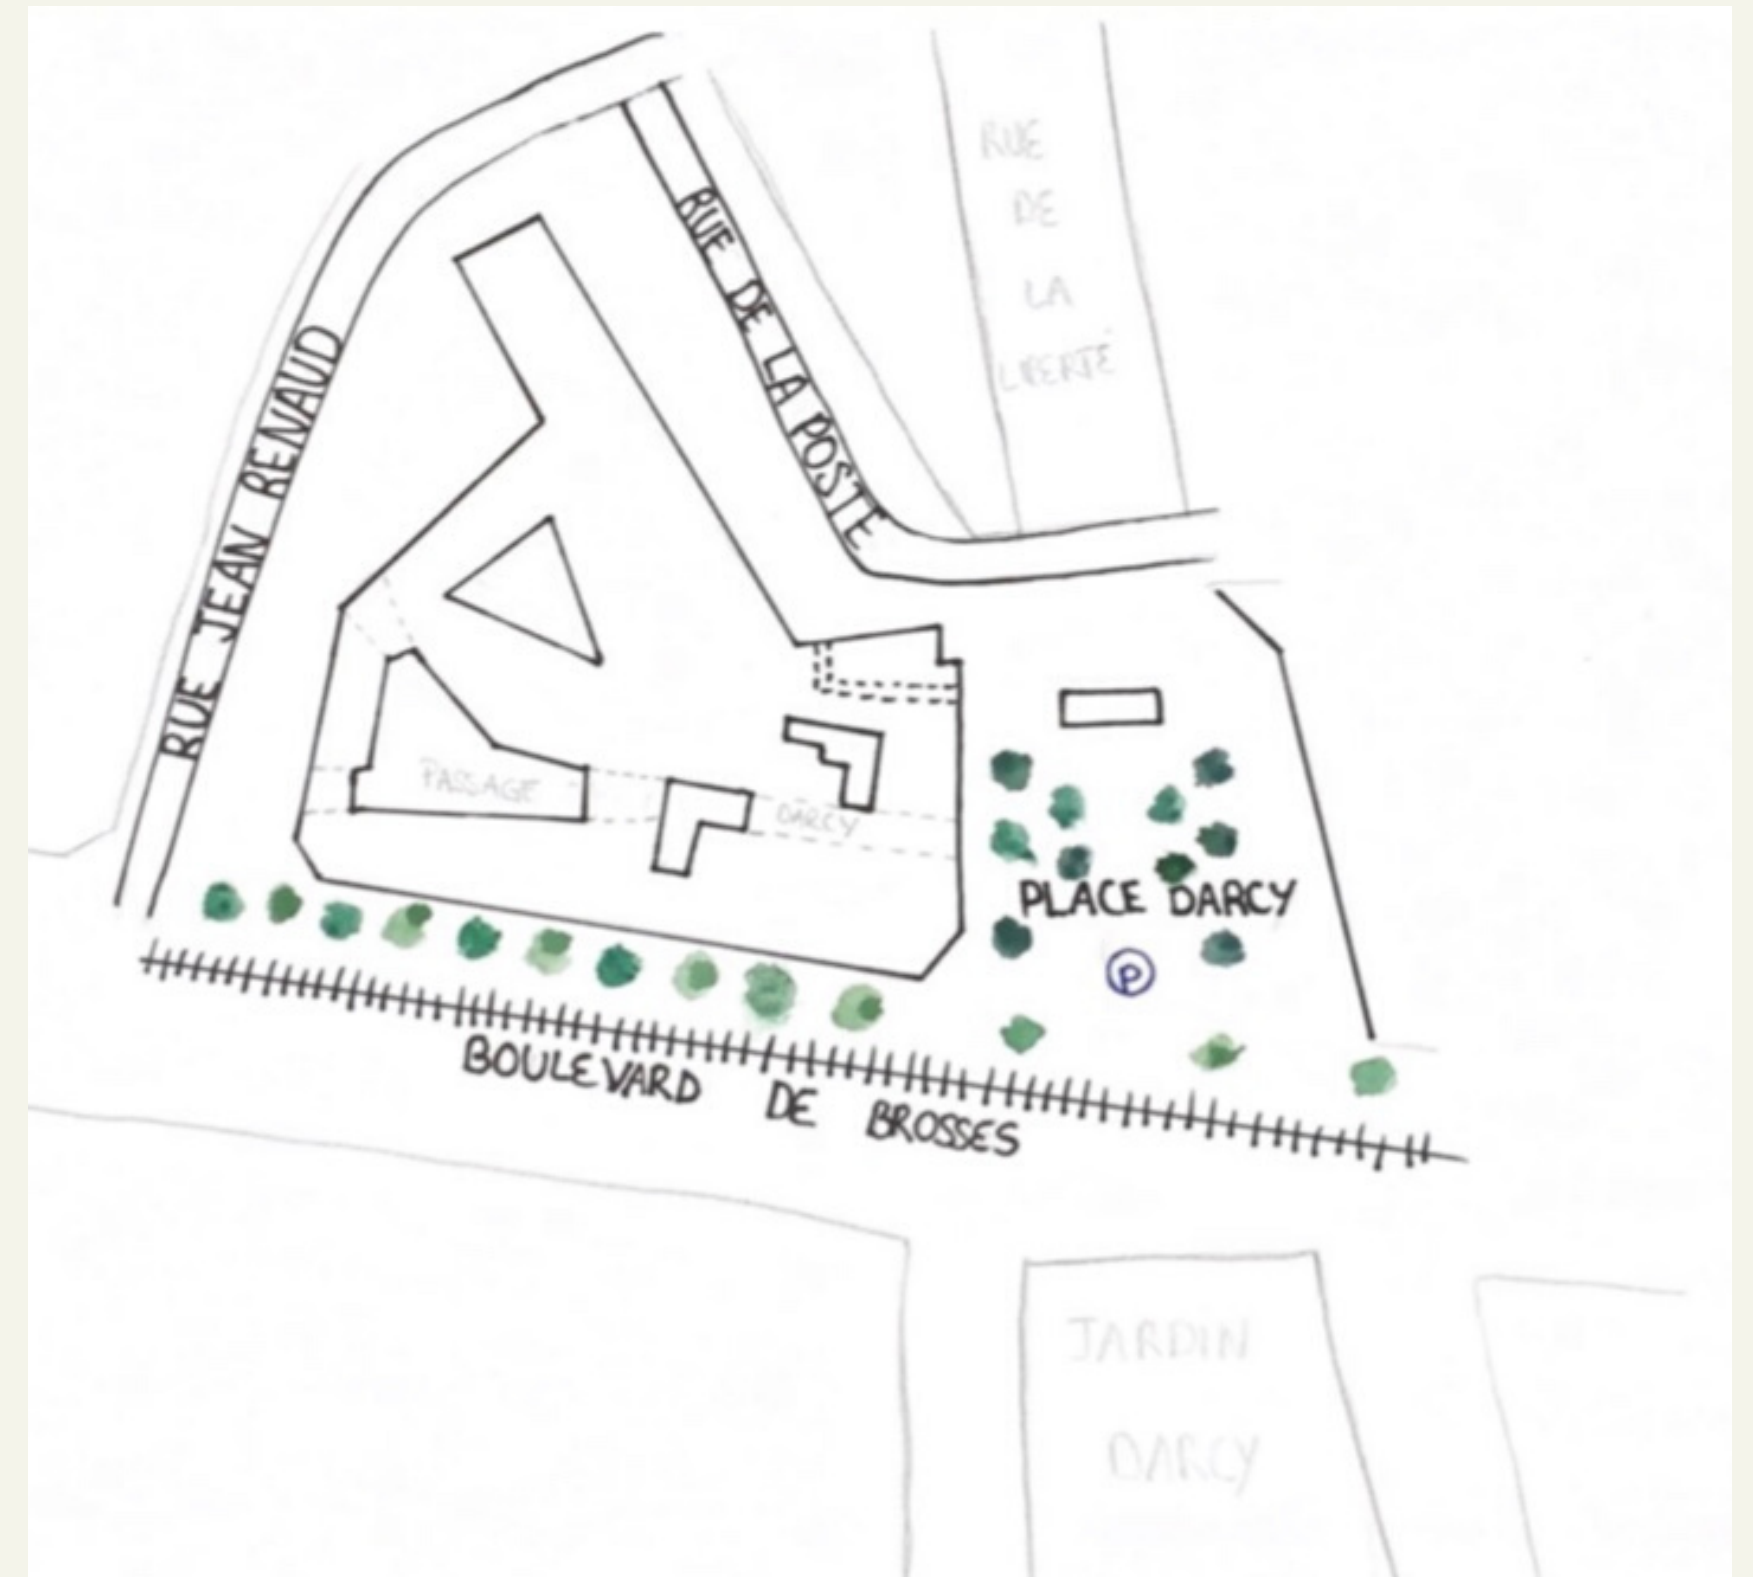 RUE
DE
LA
LIBERTÉ
RUE DE LA POSTE
RUE JEAN RENAUD
PASSAGE
DARCY
PLACE DARCY
P
BOULEVARD DE BROSSES
JARDIN
DARCY